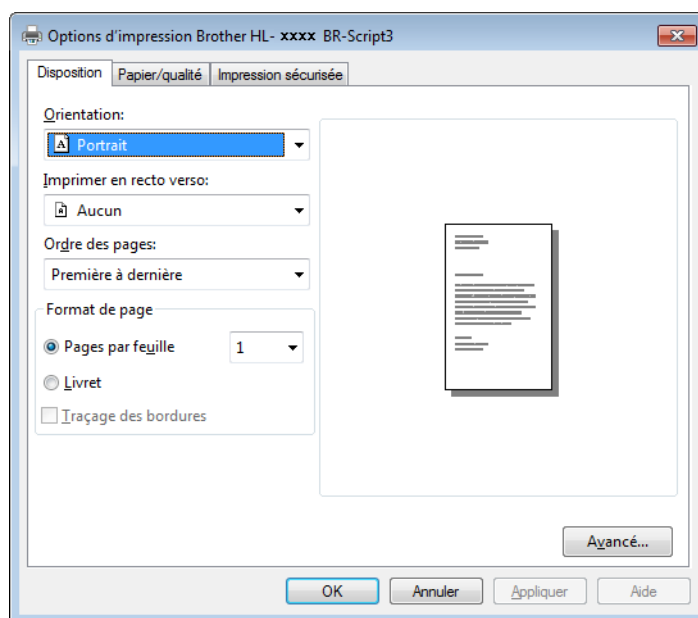 Options d'impression Brother HL- xxxx BR-Script3
Disposition Papier/qualité Impression sécurisée
Orientation:
Portrait
Imprimer en recto verso:
Aucun
Ordre des pages:
Première à dernière
Format de page
Pages par feuille 1
Livret
Traçage des bordures
Avancé...
OK Annuler Appliquer Aide